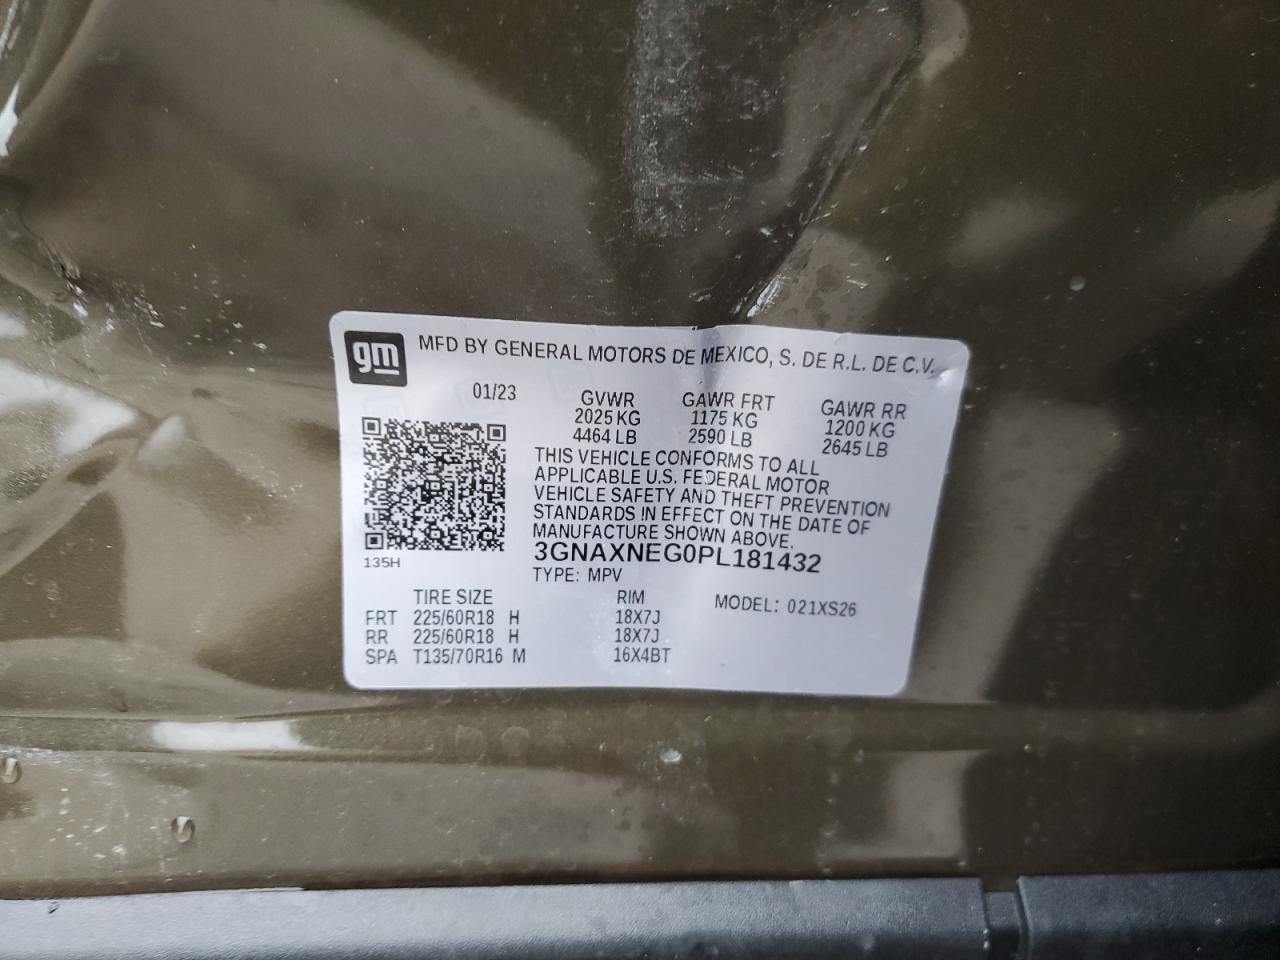 gm
MFD BY GENERAL MOTORS DE MEXICO, S. DE R.L. DE C.V.
01/23 GVWR GAWR FRT GAWR RR
2025 KG 1175 KG 1200 KG
4464 LB 2590 LB 2645 LB
THIS VEHICLE CONFORMS TO ALL
APPLICABLE U.S. FEDERAL MOTOR
VEHICLE SAFETY AND THEFT PREVENTION
STANDARDS IN EFFECT ON THE DATE OF
MANUFACTURE SHOWN ABOVE.
3GNAXNEG0PL181432
135H
TYPE: MPV MODEL: 021XS26
TIRE SIZE RIM
FRT 225/60R18 H 18X7J
RR 225/60R18 H 18X7J
SPA T135/70R16 M 16X4BT